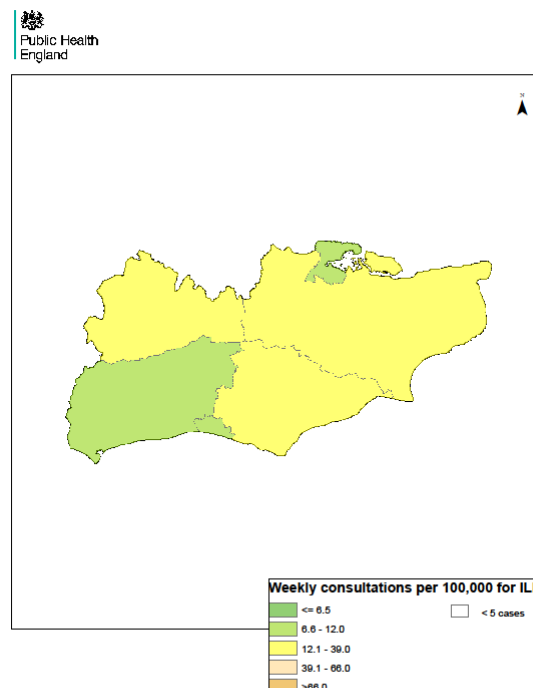 Public Health
England
Weekly consultations per 100,000 for IL
<= 6.5
< 5 cases
6.6 - 12.0
12.1 - 39.0
39.1 - 66.0
>66.0